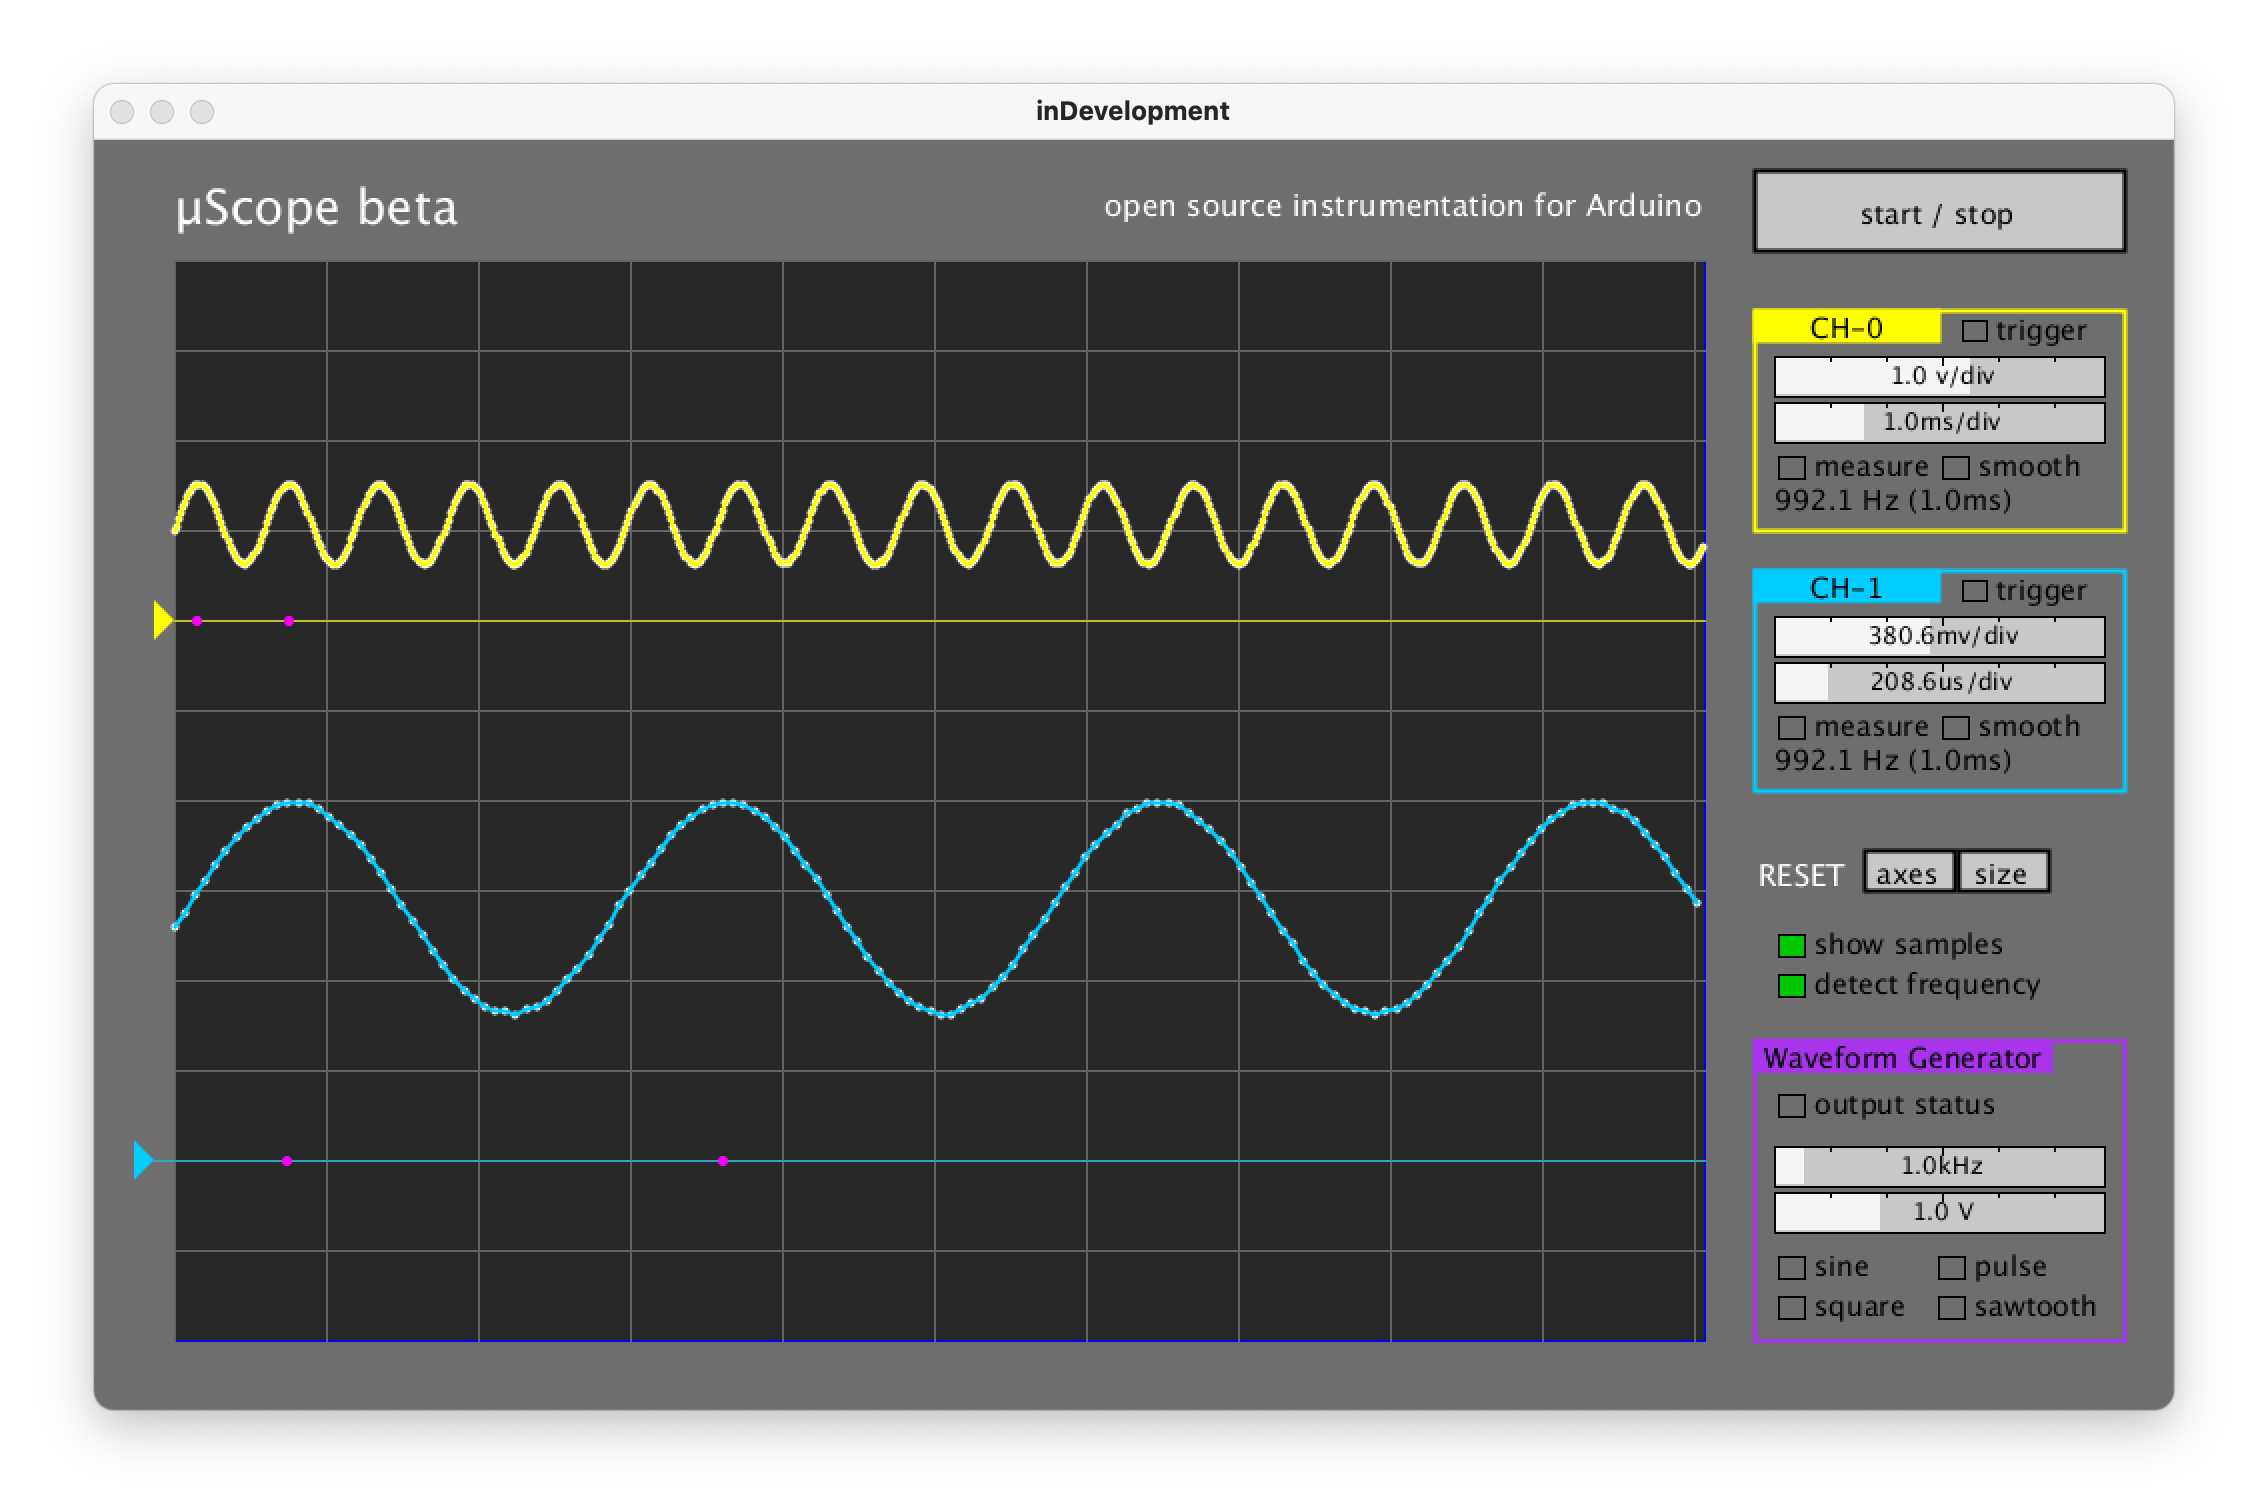 inDevelopment
µScope beta
open source instrumentation for Arduino
start / stop
CH-0
trigger
1.0 v/div
1.0ms/div
measure
smooth
992.1 Hz (1.0ms)
CH-1
trigger
380.6mv/div
208.6us/div
measure
smooth
992.1 Hz (1.0ms)
RESET
axes
size
show samples
detect frequency
Waveform Generator
output status
1.0kHz
1.0 V
sine
pulse
square
sawtooth